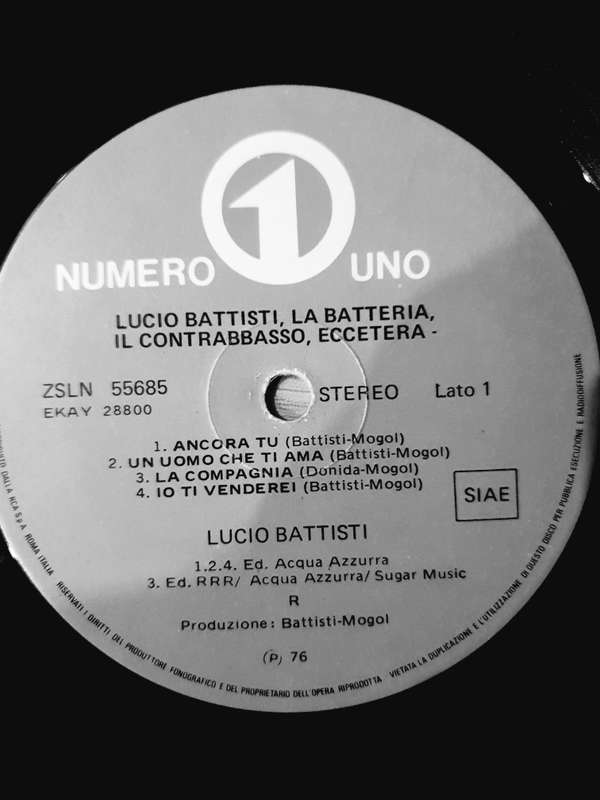 1
NUMERO UNO
LUCIO BATTISTI, LA BATTERIA,
IL CONTRABBASSO, ECCETERA -
ZSLN 55685
EKAY 28800
STEREO
Lato 1
1. ANCORA TU (Battisti-Mogol)
2. UN UOMO CHE TI AMA (Battisti-Mogol)
3. LA COMPAGNIA (Donida-Mogol)
4. IO TI VENDEREI (Battisti-Mogol)
SIAE
LUCIO BATTISTI
1.2.4. Ed. Acqua Azzurra
3. Ed. RRR/ Acqua Azzurra/ Sugar Music
R
Produzione: Battisti-Mogol
(P) 76
DALLA RCA S.p.A. ROMA ITALIA RISERVATI I DIRITTI DEL PRODUTTORE FONOGRAFICO E DEL PROPRIETARIO DELL'OPERA RIPRODOTTA VIETATA LA DUPLICAZIONE E L'UTILIZZAZIONE DI QUESTO DISCO PER PUBBLICA ESECUZIONE E RADIODIFFUSIONE